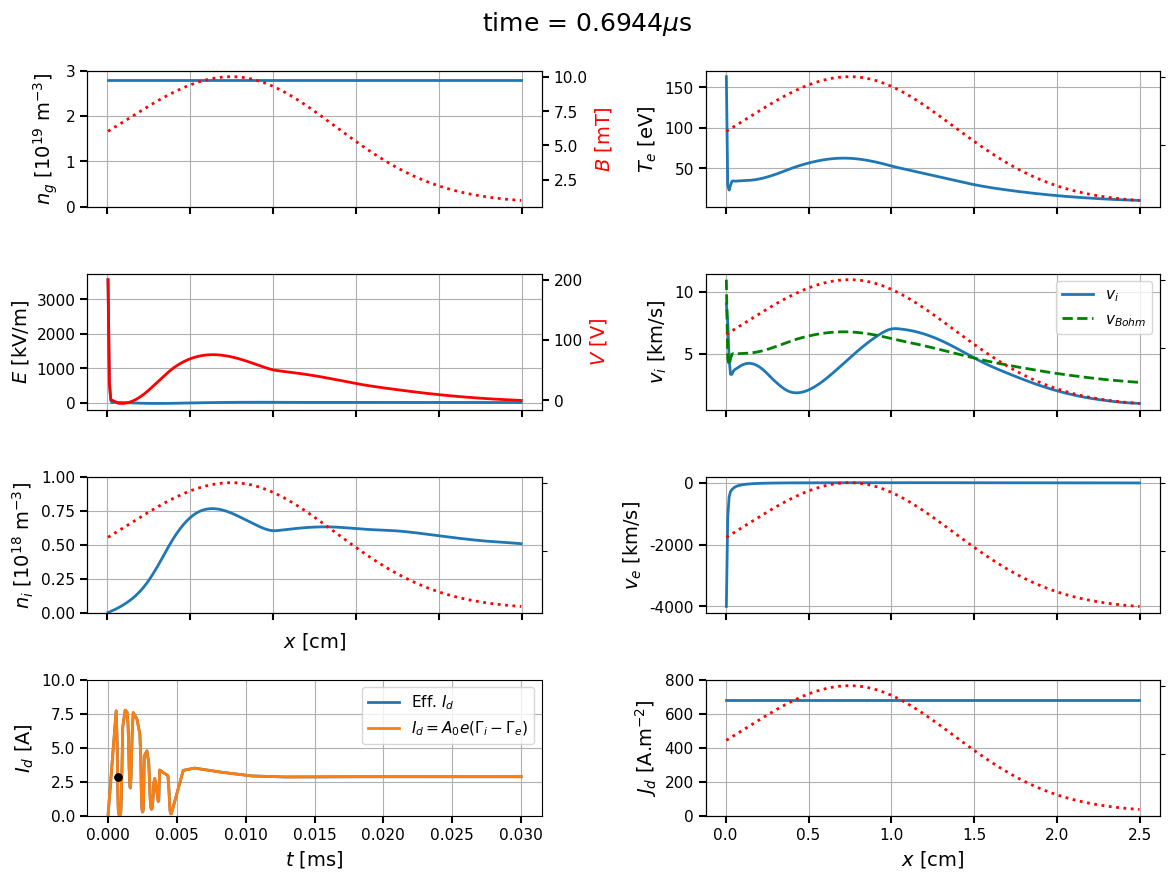 time = 0.6944μs
n_g [10^19 m^−3]
3
2
1
0
10.0
7.5
5.0
2.5
B [mT]
T_e [eV]
150
100
50
E [kV/m]
3000
2000
1000
0
200
100
0
V [V]
v_i [km/s]
10
5
v_i
v_Bohm
n_i [10^18 m^−3]
1.00
0.75
0.50
0.25
0.00
x [cm]
v_e [km/s]
0
-2000
-4000
I_d [A]
10.0
7.5
5.0
2.5
0.0
Eff. I_d
I_d = A_0e(Γ_i − Γ_e)
0.000 0.005 0.010 0.015 0.020 0.025 0.030
t [ms]
J_d [A.m^−2]
800
600
400
200
0
0.0 0.5 1.0 1.5 2.0 2.5
x [cm]